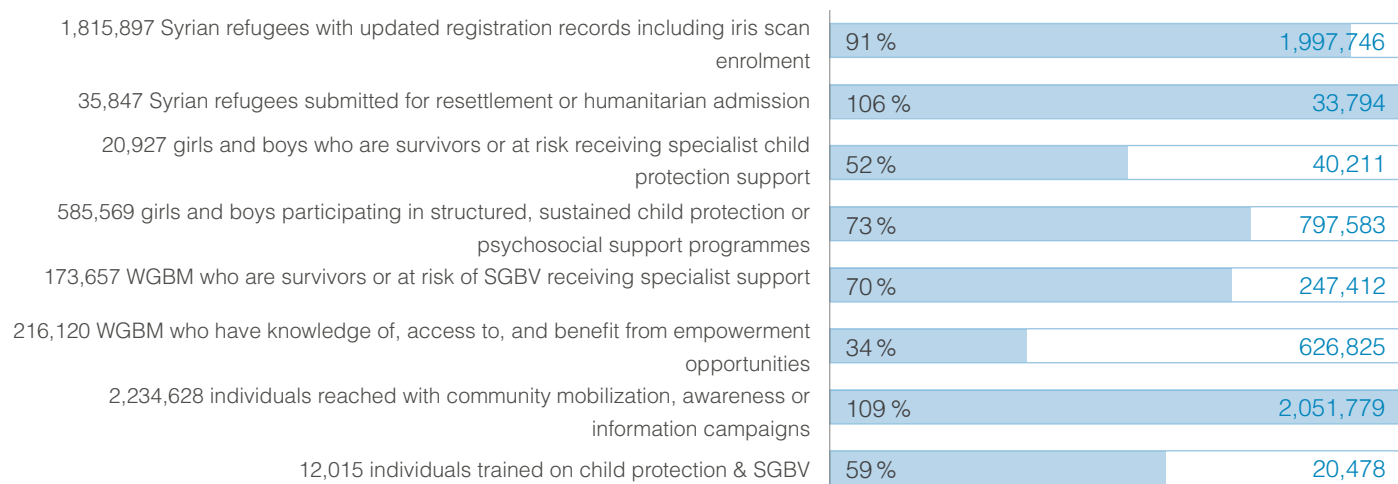 1,815,897 Syrian refugees with updated registration records including iris scan
enrolment
91 % 1,997,746
35,847 Syrian refugees submitted for resettlement or humanitarian admission
106 % 33,794
20,927 girls and boys who are survivors or at risk receiving specialist child
protection support
52 % 40,211
585,569 girls and boys participating in structured, sustained child protection or
psychosocial support programmes
73 % 797,583
173,657 WGBM who are survivors or at risk of SGBV receiving specialist support
70 % 247,412
216,120 WGBM who have knowledge of, access to, and benefit from empowerment
opportunities
34 % 626,825
2,234,628 individuals reached with community mobilization, awareness or
information campaigns
109 % 2,051,779
12,015 individuals trained on child protection & SGBV
59 % 20,478